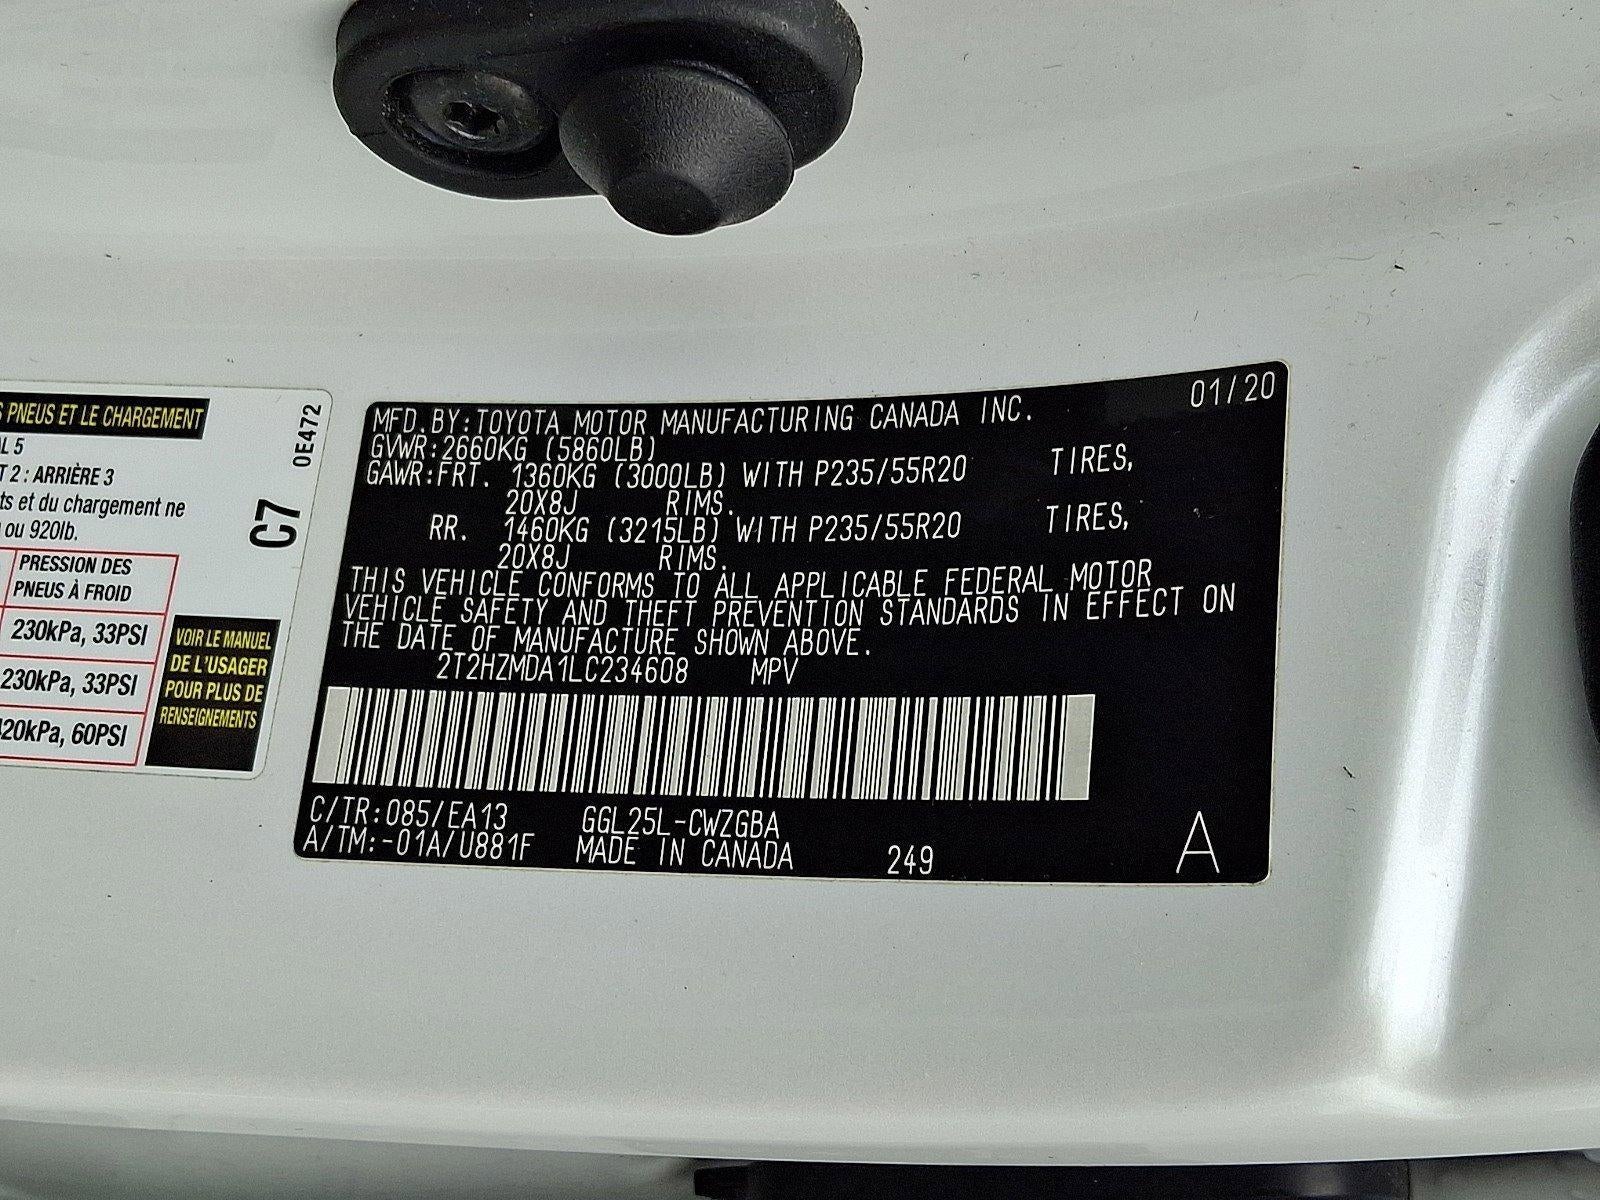 S PNEUS ET LE CHARGEMENT
AL 5
T 2 : ARRIÈRE 3
ts et du chargement ne
ou 920lb.
PRESSION DES
PNEUS À FROID
230kPa, 33PSI
230kPa, 33PSI
420kPa, 60PSI
VOIR LE MANUEL
DE L'USAGER
POUR PLUS DE
RENSEIGNEMENTS
0E472
C7
01/20
MFD.BY:TOYOTA MOTOR MANUFACTURING CANADA INC.
GVWR:2660KG (5860LB)
GAWR:FRT. 1360KG (3000LB) WITH P235/55R20 TIRES,
20X8J RIMS.
RR. 1460KG (3215LB) WITH P235/55R20 TIRES,
20X8J RIMS.
THIS VEHICLE CONFORMS TO ALL APPLICABLE FEDERAL MOTOR
VEHICLE SAFETY AND THEFT PREVENTION STANDARDS IN EFFECT ON
THE DATE OF MANUFACTURE SHOWN ABOVE.
2T2HZMDA1LC234608 MPV
C/TR:085/EA13 GGL25L-CWZGBA
A/TM:-01A/U881F MADE IN CANADA 249 A